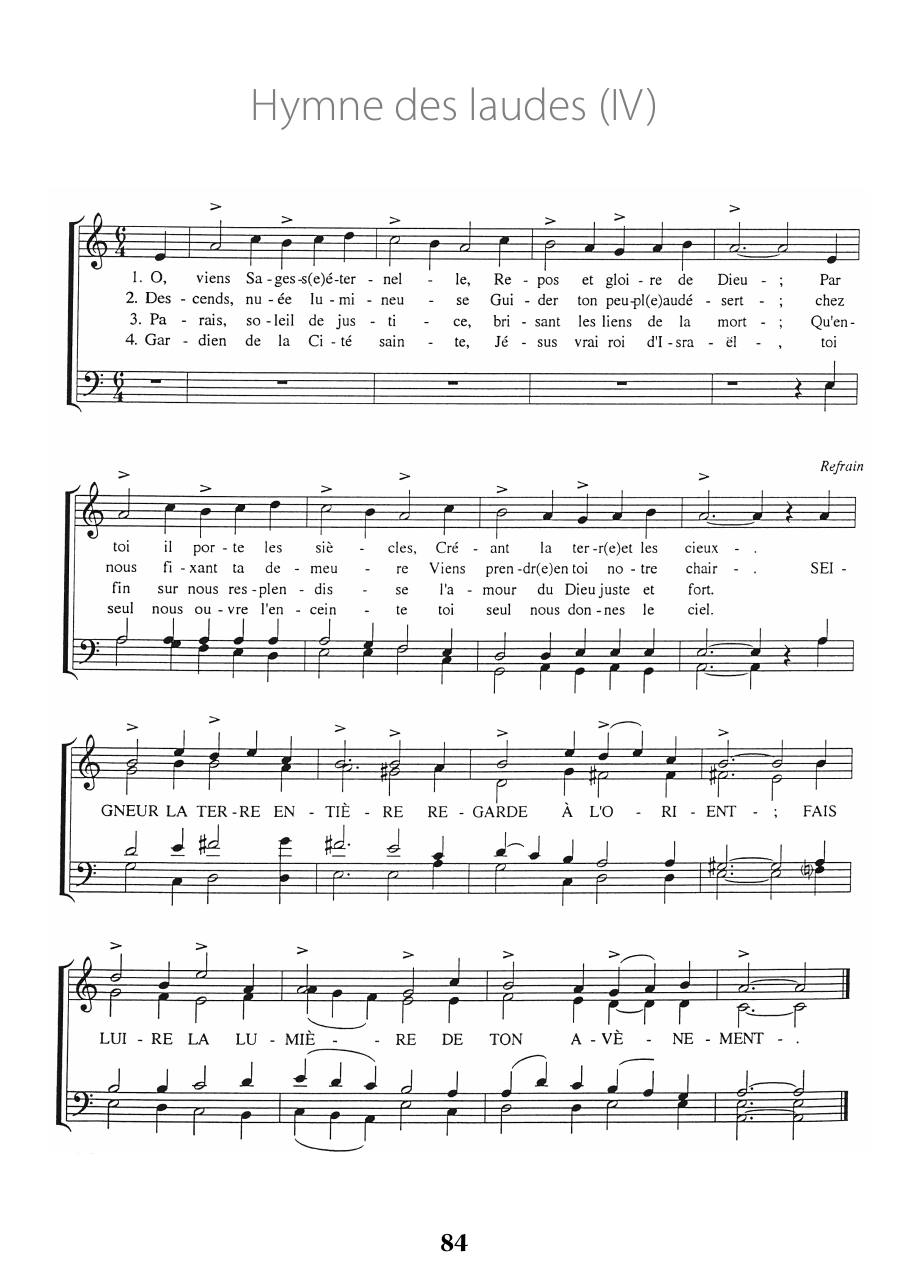 Hymne des laudes (IV)
1. O, viens Sa-ges-s(e)é-ter-nel - le, Re-pos et gloi-re de Dieu - ; Par
2. Des-cends, nu-ée lu-mi-neu - se Gui-der ton peu-pl(e)audé-sert - ; chez
3. Pa-rais, so-leil de jus-ti - ce, bri-sant les liens de la mort - ; Qu'en-
4. Gar-dien de la Ci-té sain - te, Jé-sus vrai roi d'Is-ra-ël - , toi
Refrain
toi il por-te les siè - cles, Cré-ant la ter-r(e)et les cieux - .
nous fi-xant ta de-meu - re Viens pren-dr(e)en toi no-tre chair - . SEI-
fin sur nous res-plen-dis - se l'a-mour du Dieu juste et fort.
seul nous ou-vre l'en-cein - te toi seul nous don-nes le ciel.
GNEUR LA TER-RE EN-TIÈ-RE RE-GARDE À L'O-RI-ENT - ; FAIS
LUI-RE LA LU-MIÈ - RE DE TON A-VÈ-NE-MENT - .
84